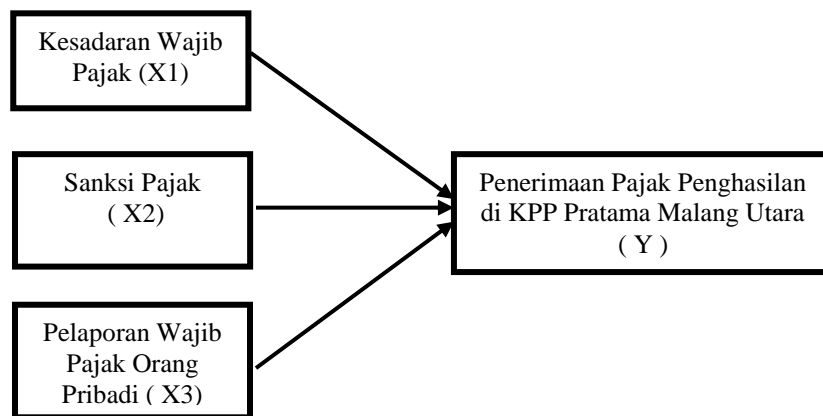 Kesadaran Wajib
Pajak (X1)
Sanksi Pajak
( X2)
Penerimaan Pajak Penghasilan
di KPP Pratama Malang Utara
( Y )
Pelaporan Wajib
Pajak Orang
Pribadi ( X3)